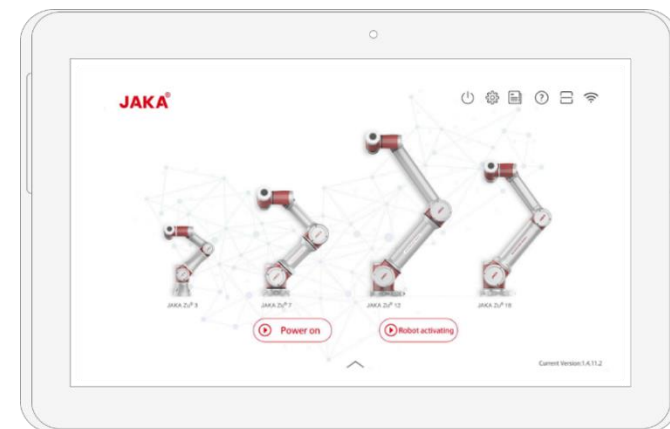 JAKA®
JAKA Zu® 3
JAKA Zu® 7
JAKA Zu® 12
JAKA Zu® 18
Power on
Robot activating
Current Version:1.4.11.2